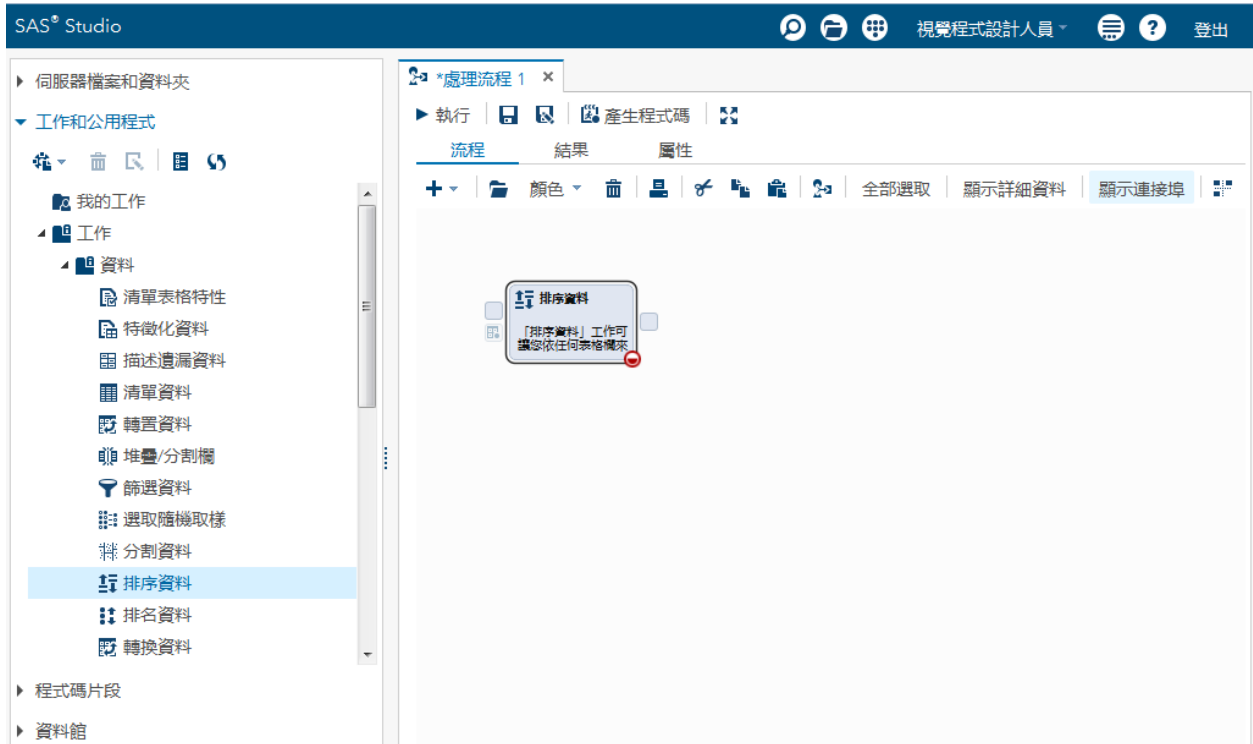 SAS® Studio
視覺程式設計人員
登出
伺服器檔案和資料夾
工作和公用程式
我的工作
工作
資料
清單表格特性
特徵化資料
描述遺漏資料
清單資料
轉置資料
堆疊/分割欄
篩選資料
選取隨機取樣
分割資料
排序資料
排名資料
轉換資料
程式碼片段
資料館
*處理流程 1
執行
產生程式碼
流程 結果 屬性
顏色 全部選取 顯示詳細資料 顯示連接埠
排序資料
「排序資料」工作可
讓您依任何表格欄來